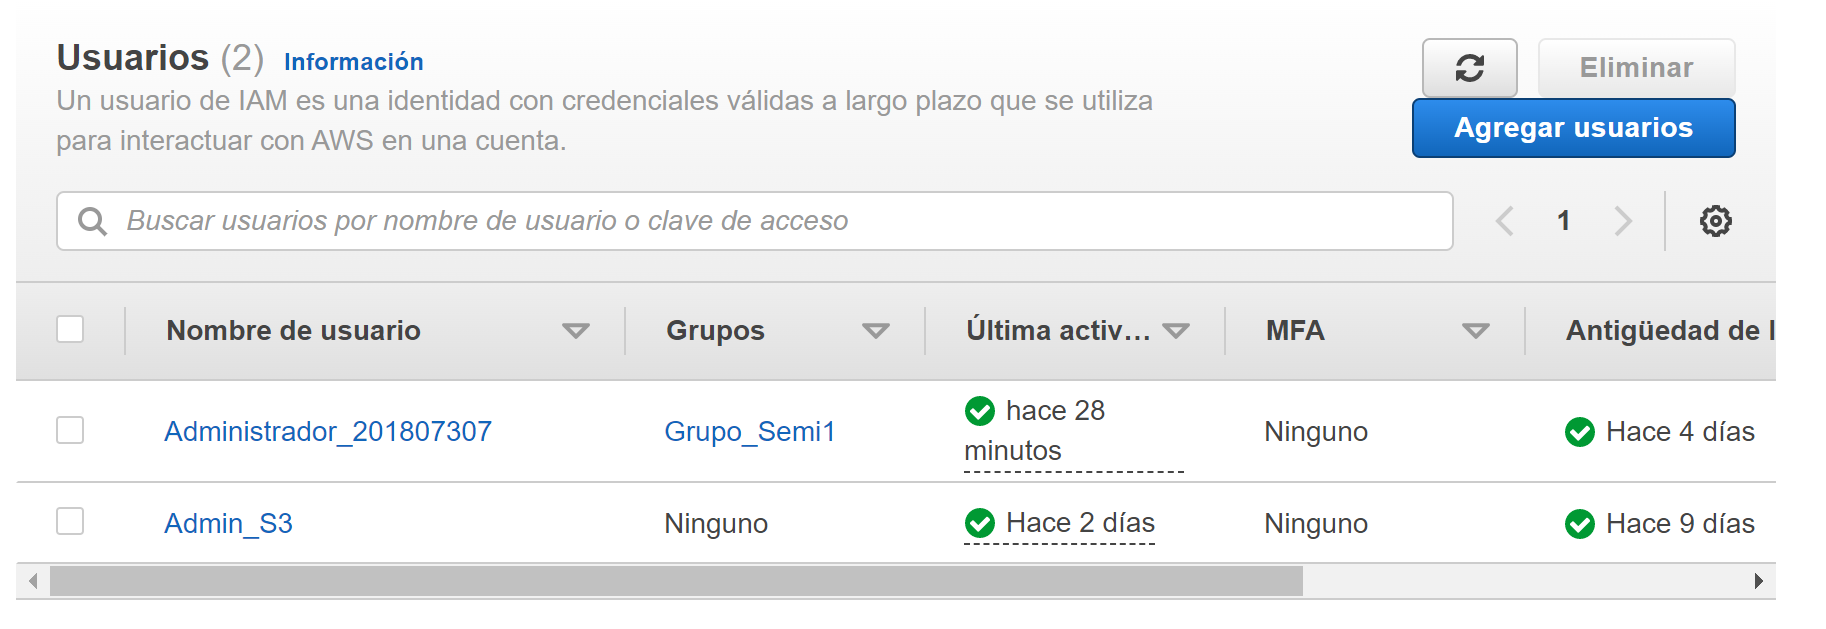 Usuarios (2) Información
Un usuario de IAM es una identidad con credenciales válidas a largo plazo que se utiliza
para interactuar con AWS en una cuenta.
Eliminar
Agregar usuarios
Buscar usuarios por nombre de usuario o clave de acceso
1
Nombre de usuario Grupos Última activ... MFA Antigüedad de l
Administrador_201807307 Grupo_Semi1 hace 28 minutos Ninguno Hace 4 días
Admin_S3 Ninguno Hace 2 días Ninguno Hace 9 días